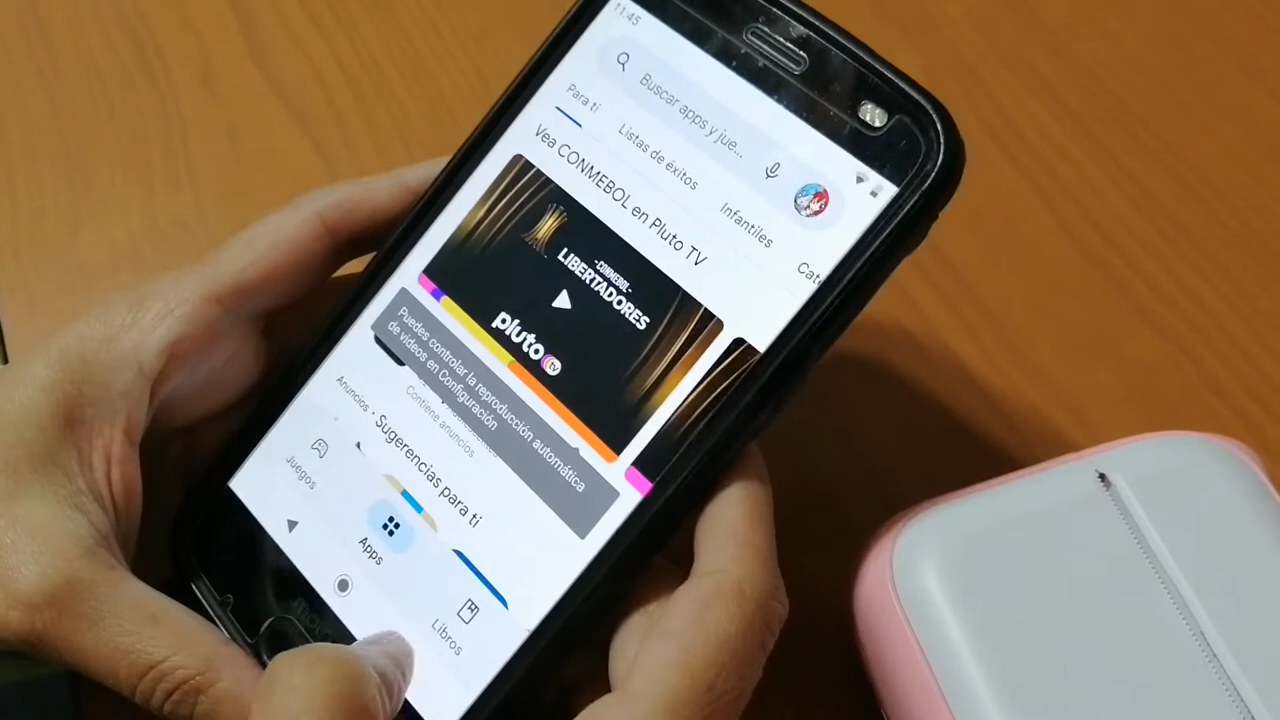 11:45
Buscar apps y jue...
Para ti
Listas de éxitos
Infantiles
Cate
Vea CONMEBOL en Pluto TV
-CONMEBOL-
LIBERTADORES
pluto tv
Puedes controlar la reproducción automática
de videos en Configuración
Contiene anuncios
Anuncios · Sugerencias para ti
Juegos
Apps
Libros